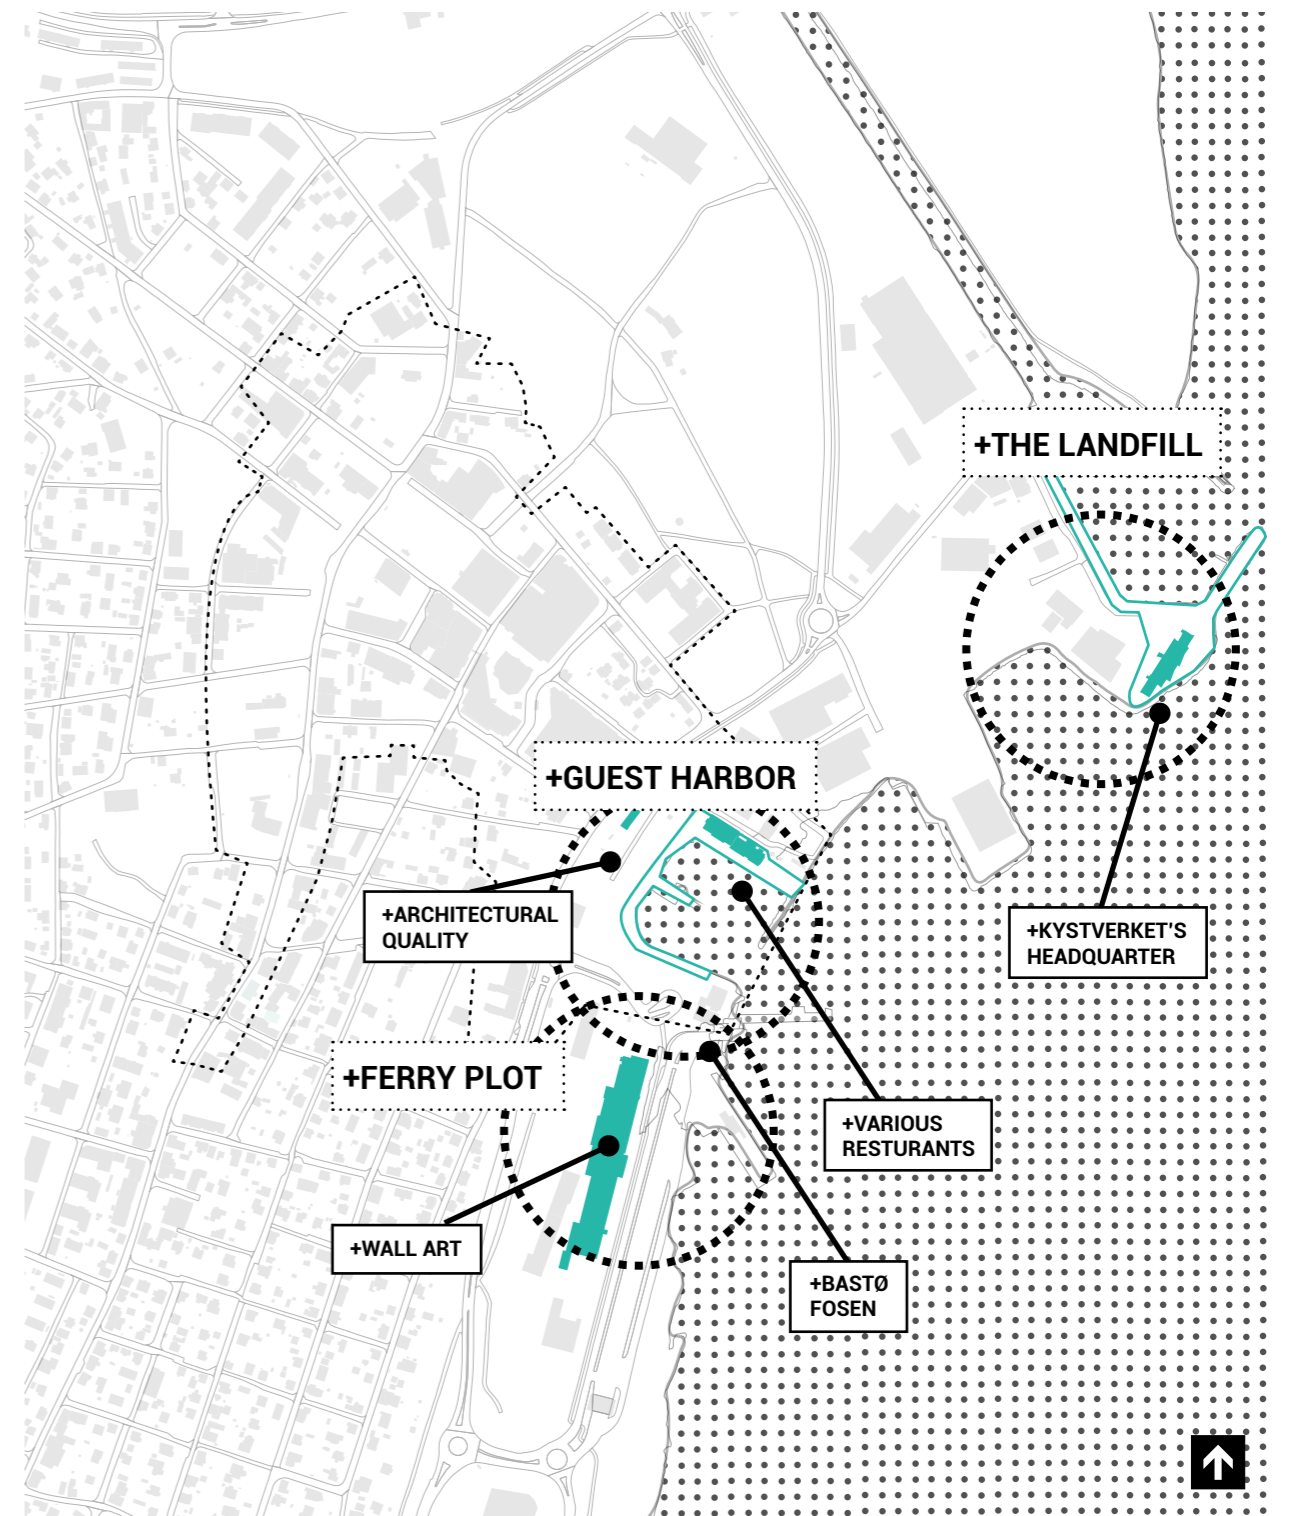 +THE LANDFILL
+GUEST HARBOR
+ARCHITECTURAL
QUALITY
+KYSTVERKET'S
HEADQUARTER
+FERRY PLOT
+VARIOUS
RESTURANTS
+WALL ART
+BASTØ
FOSEN